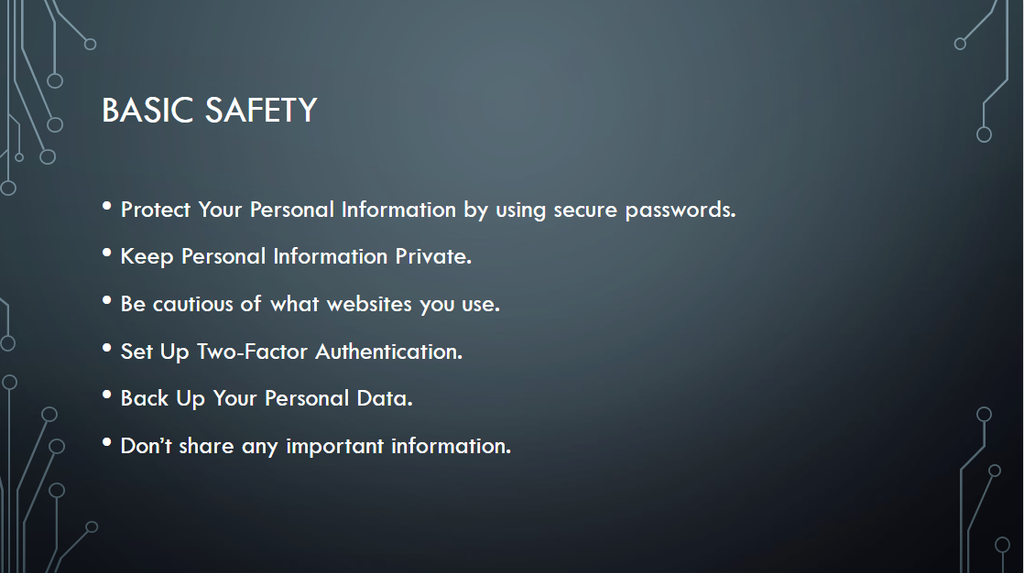 BASIC SAFETY
• Protect Your Personal Information by using secure passwords.
• Keep Personal Information Private.
• Be cautious of what websites you use.
• Set Up Two-Factor Authentication.
• Back Up Your Personal Data.
• Don’t share any important information.